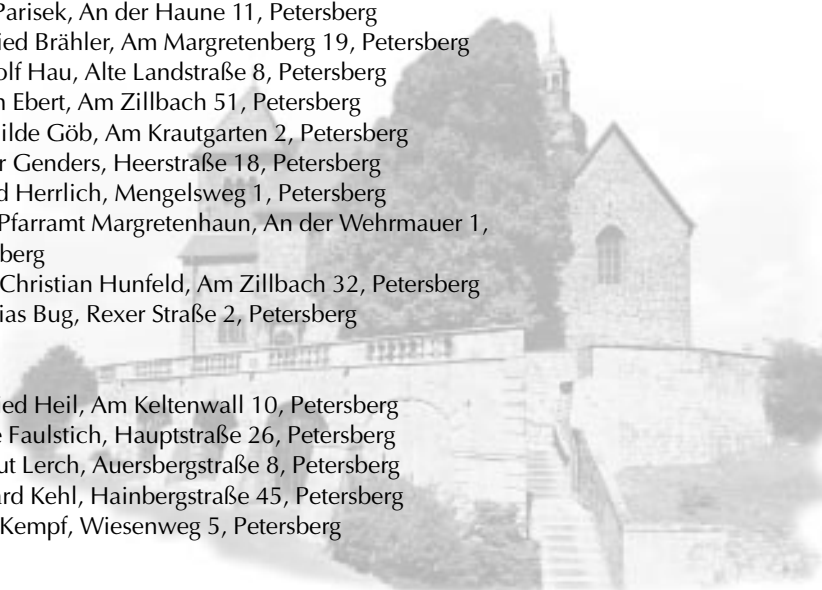 Parisek, An der Haune 11, Petersberg
ied Brähler, Am Margretenberg 19, Petersberg
olf Hau, Alte Landstraße 8, Petersberg
n Ebert, Am Zillbach 51, Petersberg
ilde Göb, Am Krautgarten 2, Petersberg
r Genders, Heerstraße 18, Petersberg
d Herrlich, Mengelsweg 1, Petersberg
Pfarramt Margretenhaun, An der Wehrmauer 1,
berg
Christian Hunfeld, Am Zillbach 32, Petersberg
ias Bug, Rexer Straße 2, Petersberg
ied Heil, Am Keltenwall 10, Petersberg
e Faulstich, Hauptstraße 26, Petersberg
ut Lerch, Auersbergstraße 8, Petersberg
ard Kehl, Hainbergstraße 45, Petersberg
Kempf, Wiesenweg 5, Petersberg